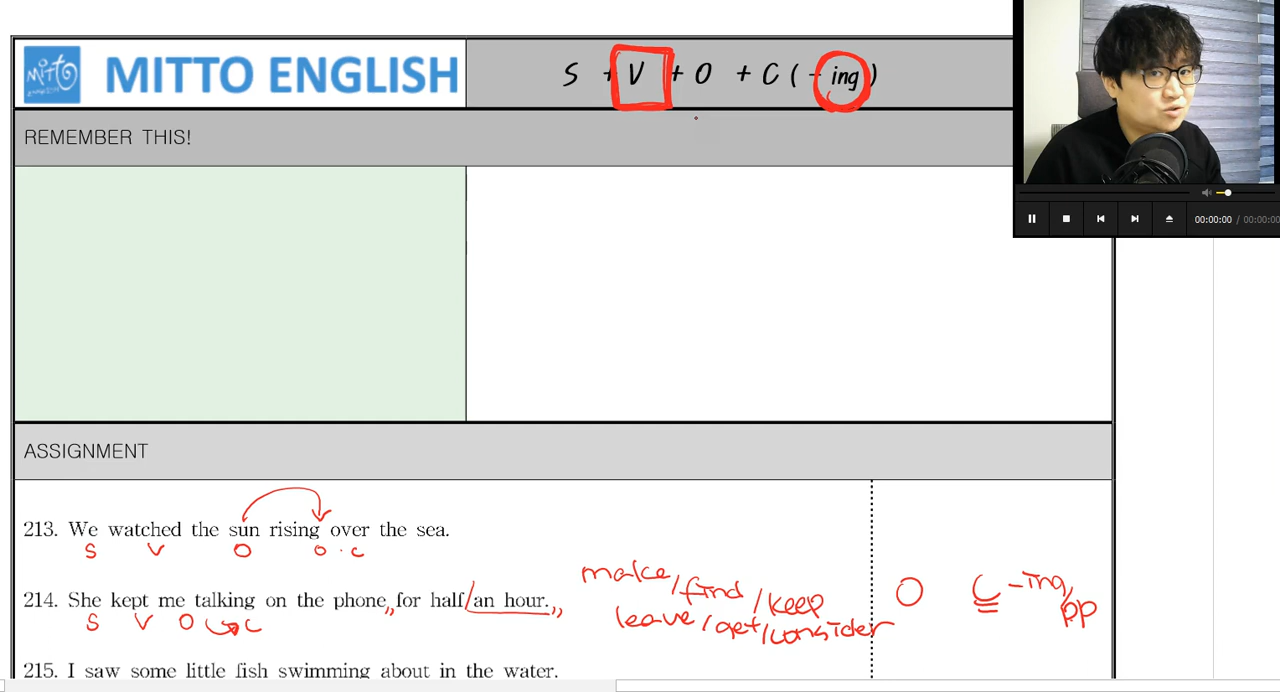 mitto
MITTO ENGLISH
S + V + O + C ( - ing )
REMEMBER THIS!
00:00:00 / 00:00:00
ASSIGNMENT
213. We watched the sun rising over the sea.
S V O O.C
make/find/keep O C -ing, pp
214. She kept me talking on the phone,, for half/an hour.,,
S V O C
leave/get/consider
215. I saw some little fish swimming about in the water.